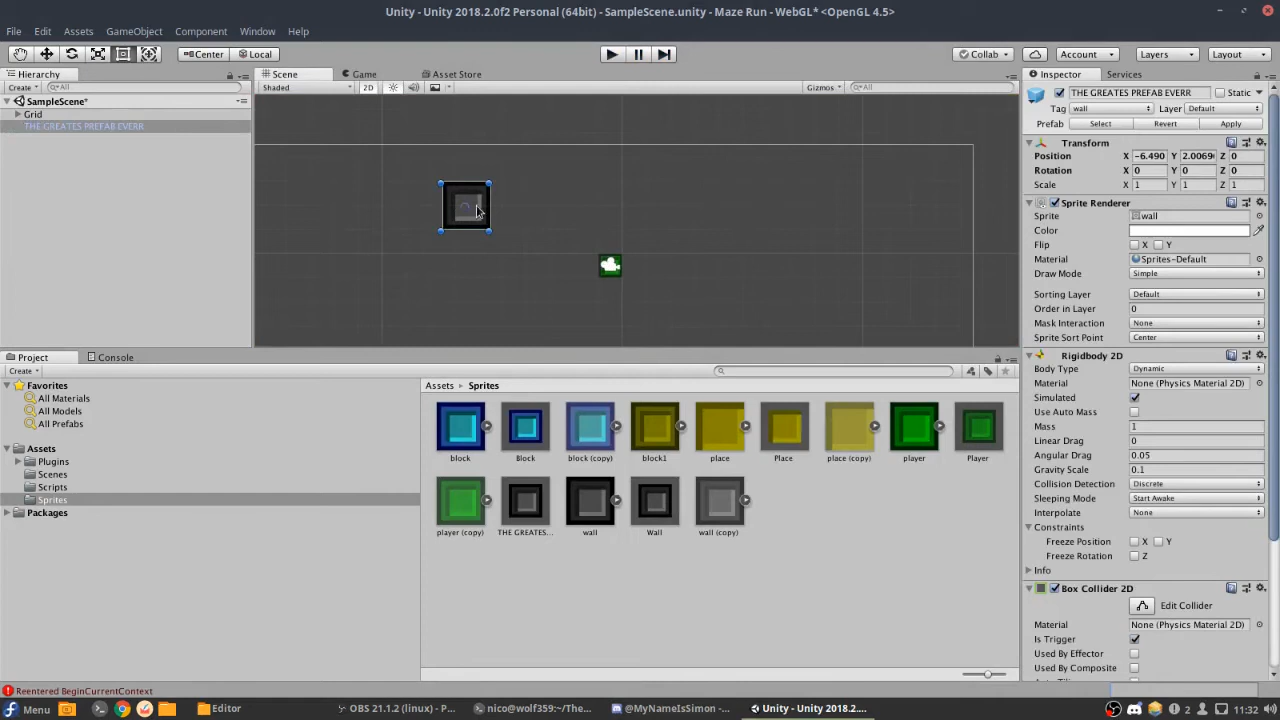 Unity - Unity 2018.2.0f2 Personal (64bit) - SampleScene.unity - Maze Run - WebGL* <OpenGL 4.5>
File Edit Assets GameObject Component Window Help
Center Local Collab Account Layers Layout
Hierarchy Scene Game Asset Store Inspector Services
Create All Shaded 2D Gizmos All THE GREATES PREFAB EVERR Static
SampleScene* Tag wall Layer Default
Grid Prefab Select Revert Apply
THE GREATES PREFAB EVERR
Transform
Position X -6.490 Y 2.0069 Z 0
Rotation X 0 Y 0 Z 0
Scale X 1 Y 1 Z 1
Sprite Renderer
Sprite wall
Color
Flip X Y
Material Sprites-Default
Draw Mode Simple
Sorting Layer Default
Order in Layer 0
Mask Interaction None
Sprite Sort Point Center
Project Console
Create
Favorites
All Materials
All Models
All Prefabs
Assets
Plugins
Scenes
Scripts
Sprites
Packages
Assets Sprites
block Block block (copy) block1 place Place place (copy) player Player
player (copy) THE GREATES... wall Wall wall (copy)
Rigidbody 2D
Body Type Dynamic
Material None (Physics Material 2D)
Simulated
Use Auto Mass
Mass 1
Linear Drag 0
Angular Drag 0.05
Gravity Scale 0.1
Collision Detection Discrete
Sleeping Mode Start Awake
Interpolate None
Constraints
Freeze Position X Y
Freeze Rotation Z
Info
Box Collider 2D
Edit Collider
Material None (Physics Material 2D)
Is Trigger
Used By Effector
Used By Composite
Reentered BeginCurrentContext
Menu Editor OBS 21.1.2 (linux) - P... nico@wolf359:~/The... @MyNameIsSimon -... Unity - Unity 2018.2.... 2 11:32